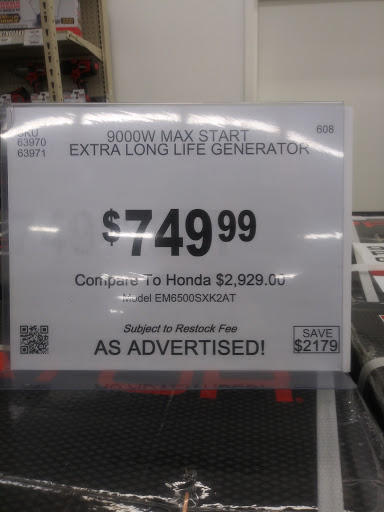 SKU
63970
63971
9000W MAX START
EXTRA LONG LIFE GENERATOR
608
$749.99
Compare To Honda $2,929.00
Model EM6500SXK2AT
Subject to Restock Fee
AS ADVERTISED!
SAVE
$2179